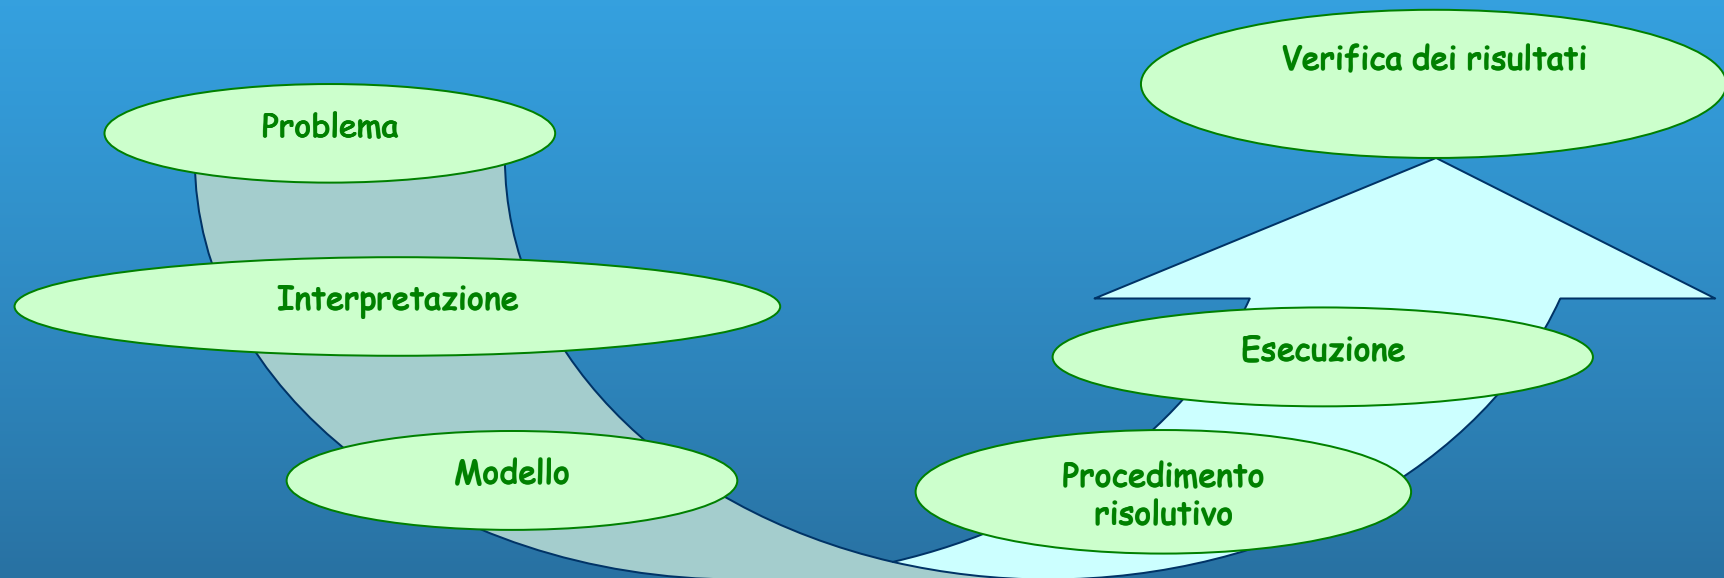 Problema
Interpretazione
Modello
Procedimento
risolutivo
Esecuzione
Verifica dei risultati